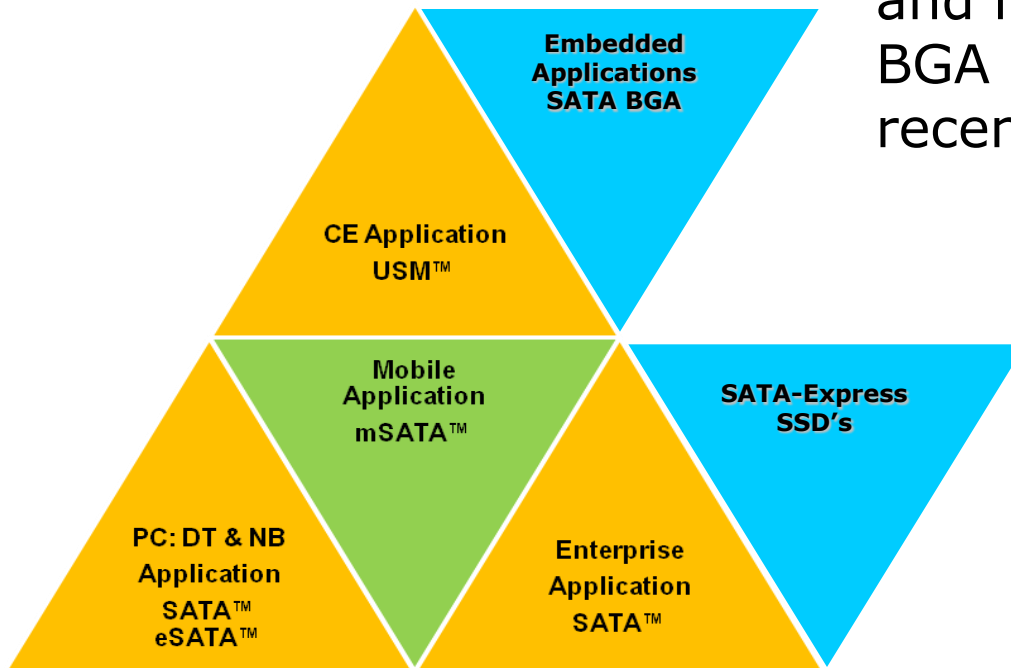 Embedded
Applications
SATA BGA
BGA
CE Application
USM™
Mobile
Application
mSATA™
SATA-Express
SSD’s
PC: DT & NB
Application
SATA™
eSATA™
Enterprise
Application
SATA™